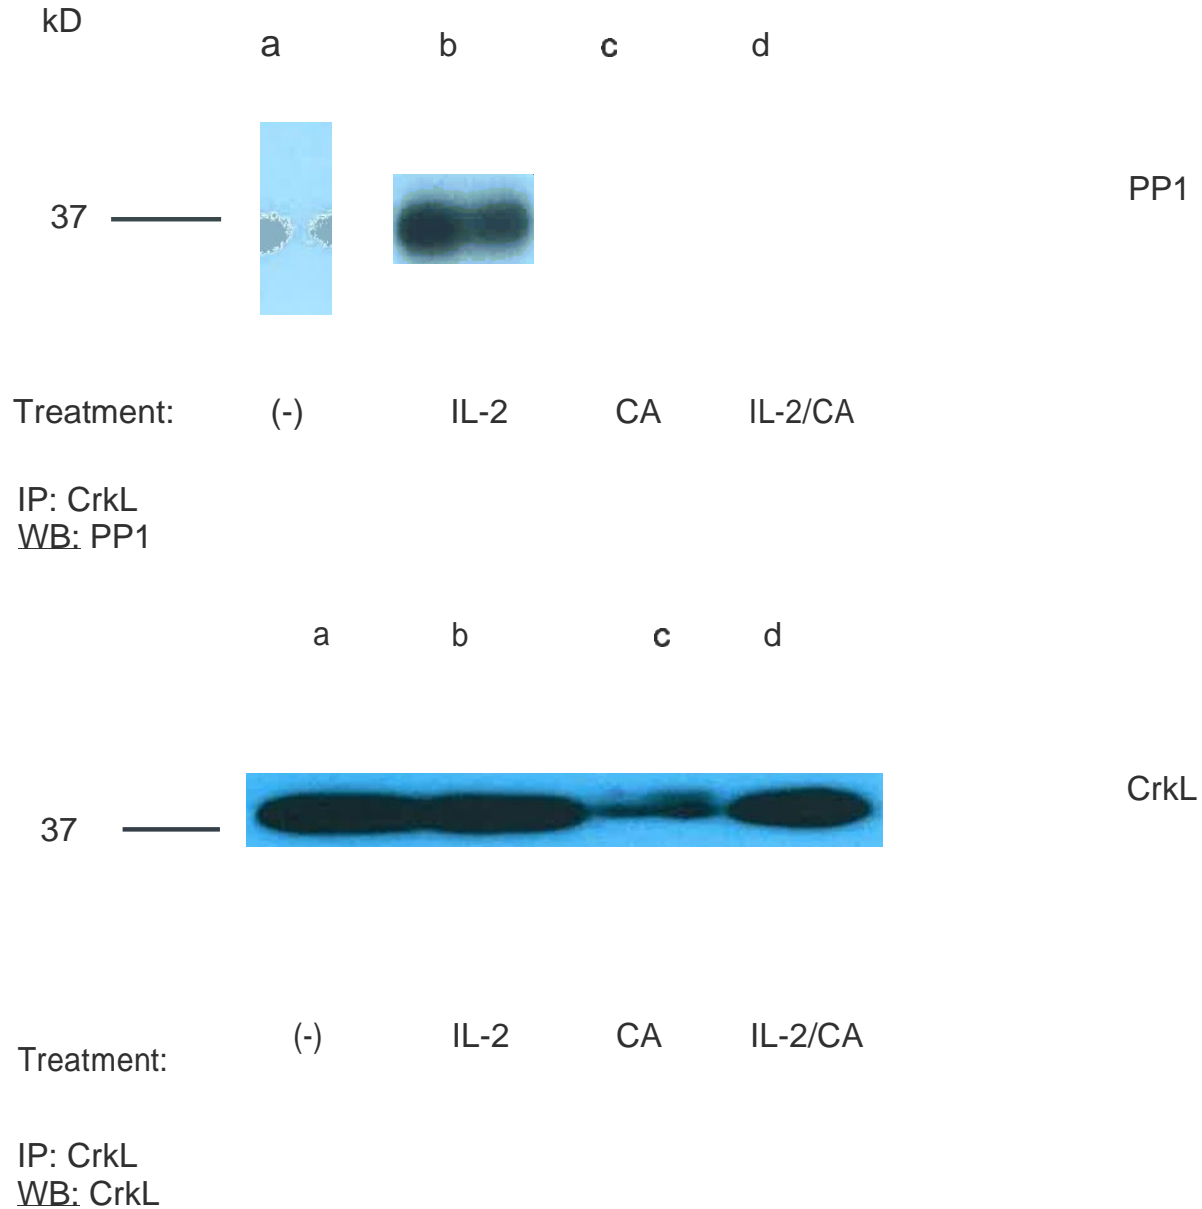 kD
a b c d
PP1
37
Treatment: (-) IL-2 CA IL-2/CA
IP: CrkL
WB: PP1
a b c d
CrkL
37
(-) IL-2 CA IL-2/CA
Treatment:
IP: CrkL
WB: CrkL